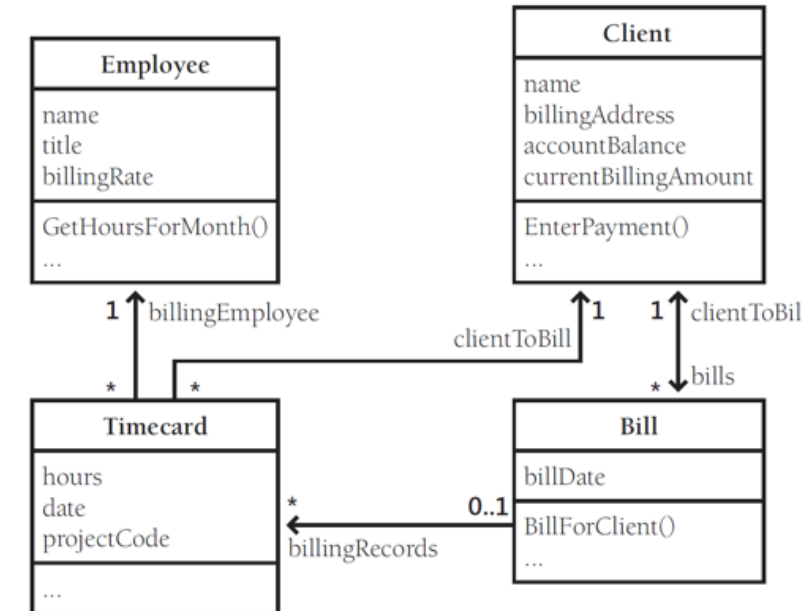 Employee
name
title
billingRate
GetHoursForMonth()
...
Client
name
billingAddress
accountBalance
currentBillingAmount
EnterPayment()
...
1 billingEmployee
*
clientToBill 1
*
1 clientToBil
* bills
Timecard
hours
date
projectCode
...
* 0..1
billingRecords
Bill
billDate
BillForClient()
...